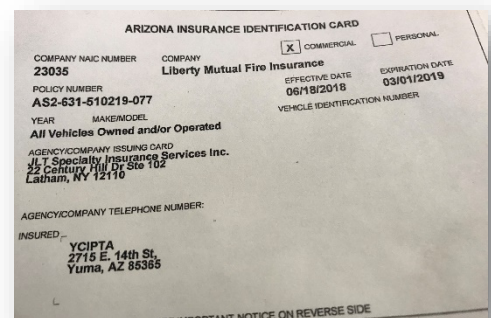 ARIZONA INSURANCE IDENTIFICATION CARD
X COMMERCIAL PERSONAL
COMPANY NAIC NUMBER COMPANY
23035 Liberty Mutual Fire Insurance
POLICY NUMBER EFFECTIVE DATE EXPIRATION DATE
AS2-631-510219-077 06/18/2018 03/01/2019
YEAR MAKE/MODEL VEHICLE IDENTIFICATION NUMBER
All Vehicles Owned and/or Operated
AGENCY/COMPANY ISSUING CARD
JLT Specialty Insurance Services Inc.
22 Century Hill Dr Ste 102
Latham, NY 12110
AGENCY/COMPANY TELEPHONE NUMBER:
INSURED
YCIPTA
2715 E. 14th St,
Yuma, AZ 85365
NOTICE ON REVERSE SIDE